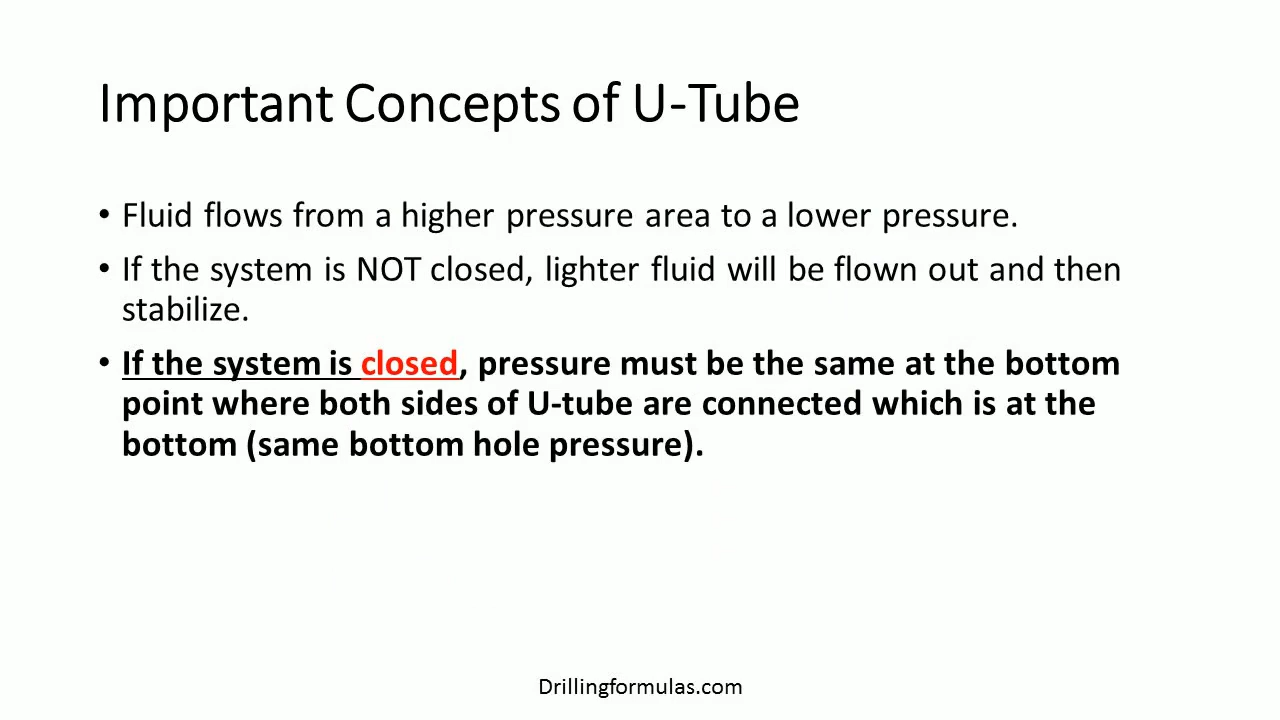 Important Concepts of U-Tube
• Fluid flows from a higher pressure area to a lower pressure.
• If the system is NOT closed, lighter fluid will be flown out and then
stabilize.
• If the system is closed, pressure must be the same at the bottom
point where both sides of U-tube are connected which is at the
bottom (same bottom hole pressure).
Drillingformulas.com